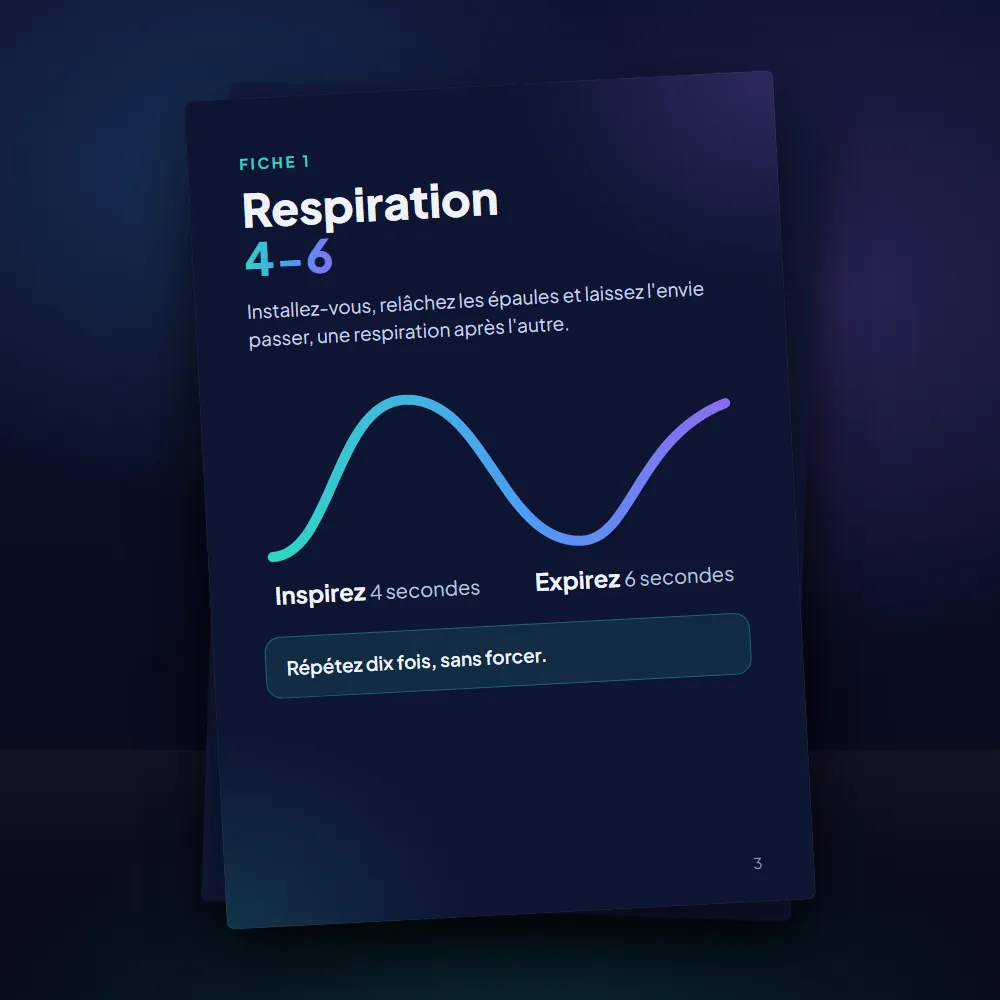 FICHE 1
Respiration
4–6
Installez-vous, relâchez les épaules et laissez l'envie
passer, une respiration après l'autre.
Inspirez 4 secondes
Expirez 6 secondes
Répétez dix fois, sans forcer.
3